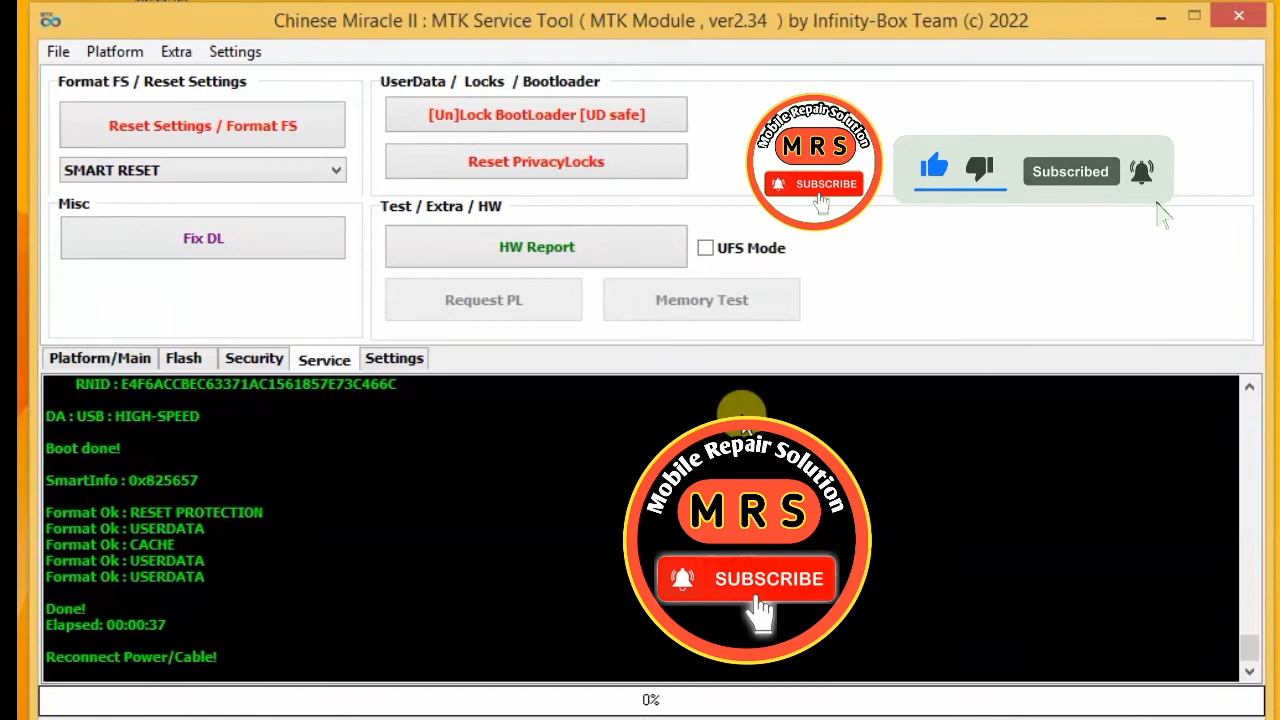 MTK
Chinese Miracle II : MTK Service Tool ( MTK Module , ver2.34 ) by Infinity-Box Team (c) 2022
File Platform Extra Settings
Format FS / Reset Settings
Reset Settings / Format FS
SMART RESET
Misc
Fix DL
UserData / Locks / Bootloader
[Un]Lock BootLoader [UD safe]
Reset PrivacyLocks
Mobile Repair Solution
M R S
SUBSCRIBE
Subscribed
Test / Extra / HW
HW Report
UFS Mode
Request PL
Memory Test
Platform/Main Flash Security Service Settings
RNID : E4F6ACCBEC63371AC1561857E73C466C
DA : USB : HIGH-SPEED
Boot done!
SmartInfo : 0x825657
Format Ok : RESET PROTECTION
Format Ok : USERDATA
Format Ok : CACHE
Format Ok : USERDATA
Format Ok : USERDATA
Done!
Elapsed: 00:00:37
Reconnect Power/Cable!
Mobile Repair Solution
M R S
SUBSCRIBE
0%